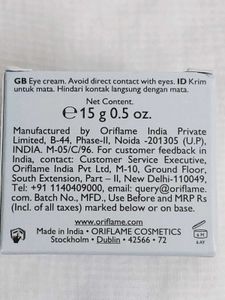 GB Eye cream. Avoid direct contact with eyes. ID Krim
untuk mata. Hindari kontak langsung dengan mata.
Net Content.
℮ 15 g 0.5 oz.
Manufactured by Oriflame India Private
Limited, B-44, Phase-II, Noida -201305 (U.P),
INDIA. M-05/C/96. For customer feedback in
India, contact: Customer Service Executive,
Oriflame India Pvt Ltd, M-10, Ground Floor,
South Extension, Part – II, New Delhi-110049,
Tel: +91 1140409000, email: query@oriflame.
com. Batch No., MFD., Use Before and MRP Rs
(Incl. of all taxes) marked below or on base.
www.oriflame.com
Made in India • ORIFLAME COSMETICS
Stockholm • Dublin • 42566 • 72